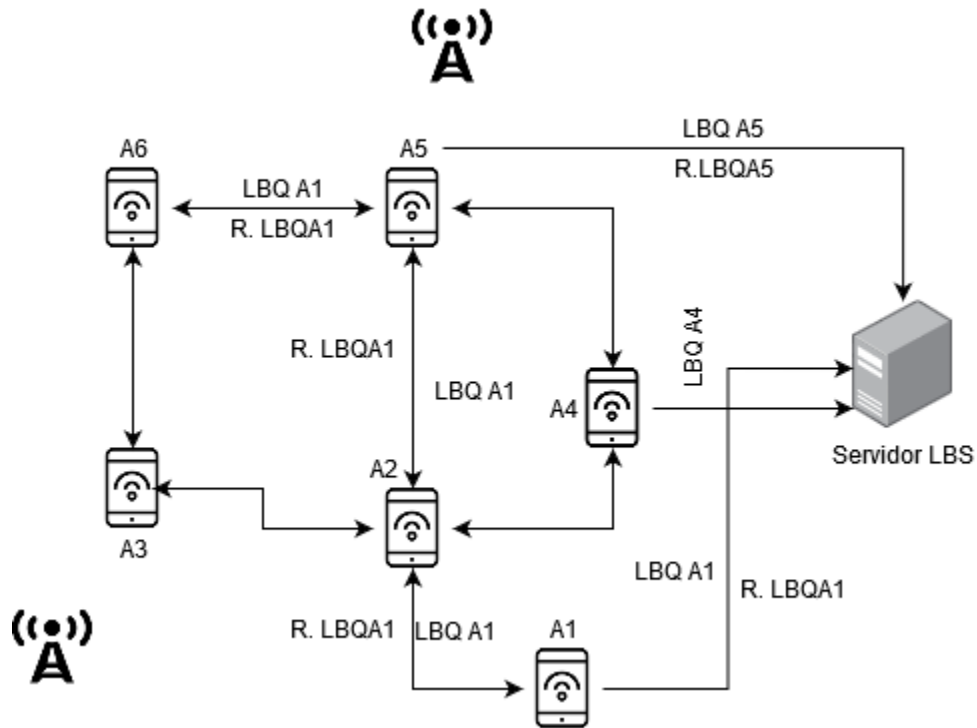 LBQ A5
A6
A5
R.LBQA5
LBQ A1
R. LBQA1
R. LBQA1
LBQ A4
LBQ A1
A4
Servidor LBS
A2
A3
LBQ A1
R. LBQA1
R. LBQA1
LBQ A1
A1